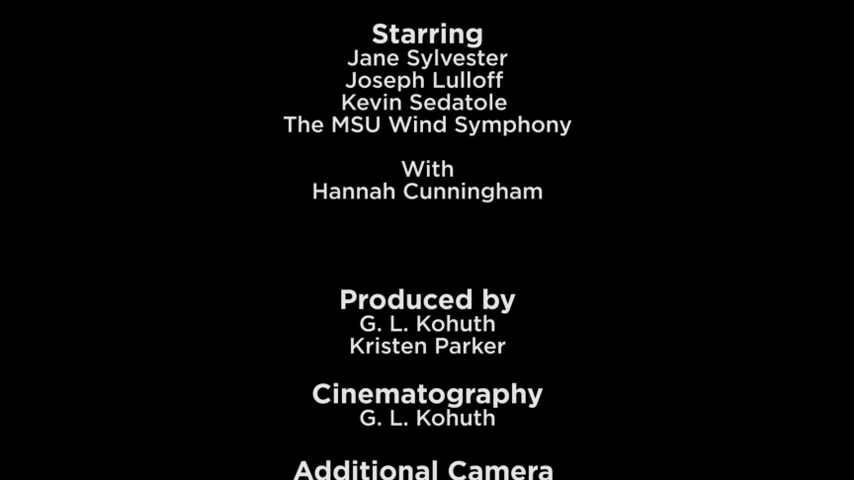 Starring
Jane Sylvester
Joseph Lulloff
Kevin Sedatole
The MSU Wind Symphony
With
Hannah Cunningham
Produced by
G. L. Kohuth
Kristen Parker
Cinematography
G. L. Kohuth
Additional Camera